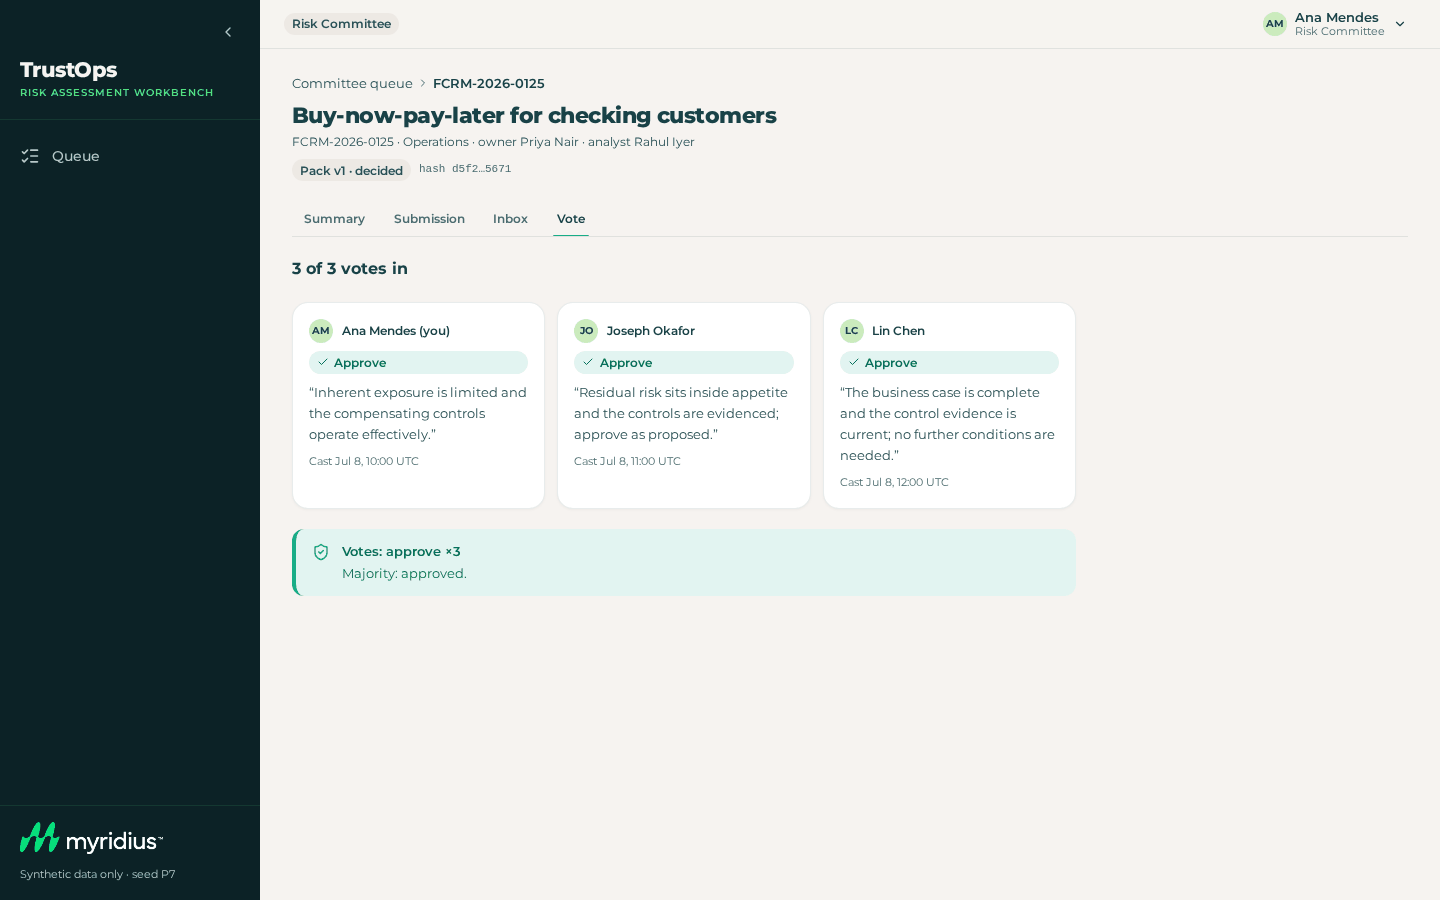 Risk Committee
AM
Ana Mendes
Risk Committee
TrustOps
RISK ASSESSMENT WORKBENCH
Queue
Committee queue › FCRM-2026-0125
Buy-now-pay-later for checking customers
FCRM-2026-0125 · Operations · owner Priya Nair · analyst Rahul Iyer
Pack v1 · decided hash d5f2…5671
Summary Submission Inbox Vote
3 of 3 votes in
AM Ana Mendes (you)
Approve
“Inherent exposure is limited and
the compensating controls
operate effectively.”
Cast Jul 8, 10:00 UTC
JO Joseph Okafor
Approve
“Residual risk sits inside appetite
and the controls are evidenced;
approve as proposed.”
Cast Jul 8, 11:00 UTC
LC Lin Chen
Approve
“The business case is complete
and the control evidence is
current; no further conditions are
needed.”
Cast Jul 8, 12:00 UTC
Votes: approve ×3
Majority: approved.
myridius™
Synthetic data only · seed P7